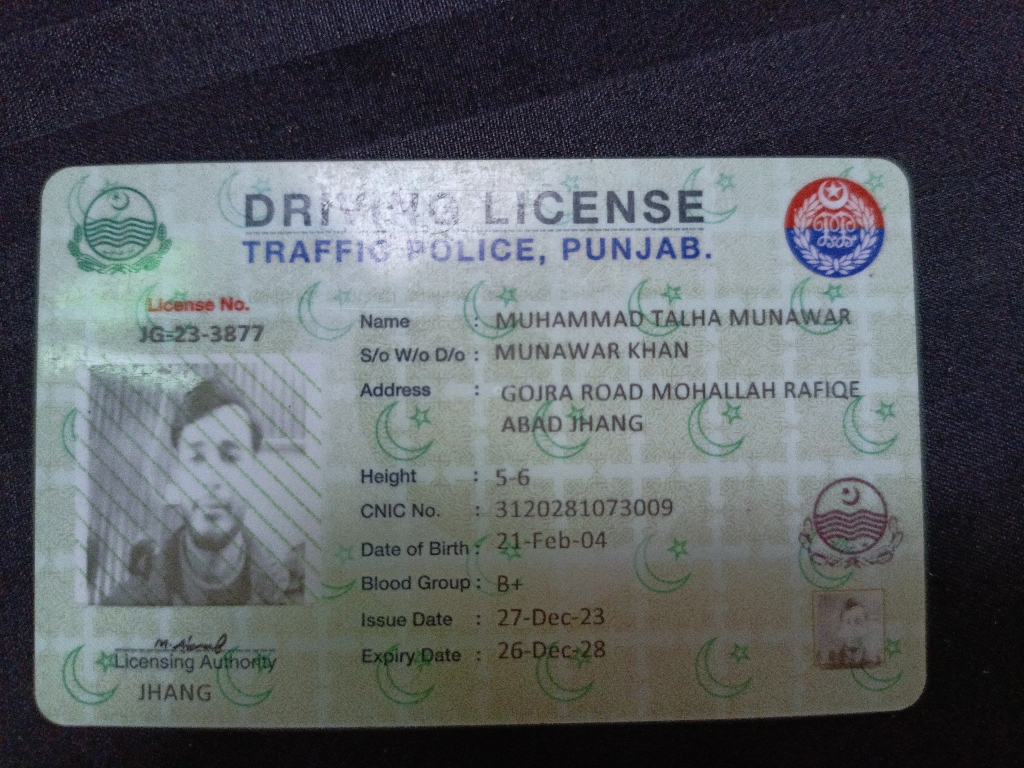 DRIVING LICENSE
TRAFFIC POLICE, PUNJAB.
License No.
JG-23-3877
Name : MUHAMMAD TALHA MUNAWAR
S/o W/o D/o : MUNAWAR KHAN
Address : GOJRA ROAD MOHALLAH RAFIQE
ABAD JHANG
Height : 5-6
CNIC No. : 3120281073009
Date of Birth : 21-Feb-04
Blood Group : B+
Issue Date : 27-Dec-23
Expiry Date : 26-Dec-28
Licensing Authority
JHANG